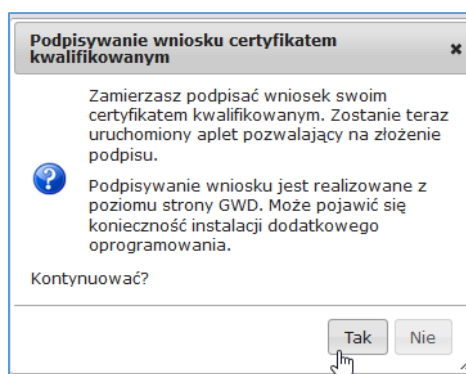 Podpisywanie wniosku certyfikatem
kwalifikowanym
Zamierzasz podpisać wniosek swoim
certyfikatem kwalifikowanym. Zostanie teraz
uruchomiony aplet pozwalający na złożenie
podpisu.
Podpisywanie wniosku jest realizowane z
poziomu strony GWD. Może pojawić się
konieczność instalacji dodatkowego
oprogramowania.
Kontynuować?
Tak Nie